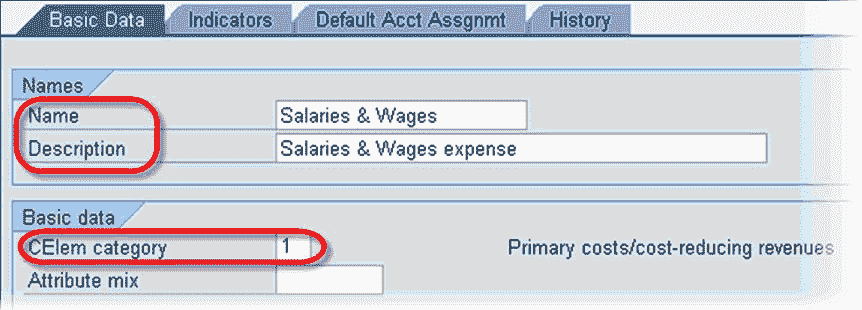 Basic Data Indicators Default Acct Assgnmt History
Names
Name Salaries & Wages
Description Salaries & Wages expense
Basic data
CElem category 1 Primary costs/cost-reducing revenues
Attribute mix